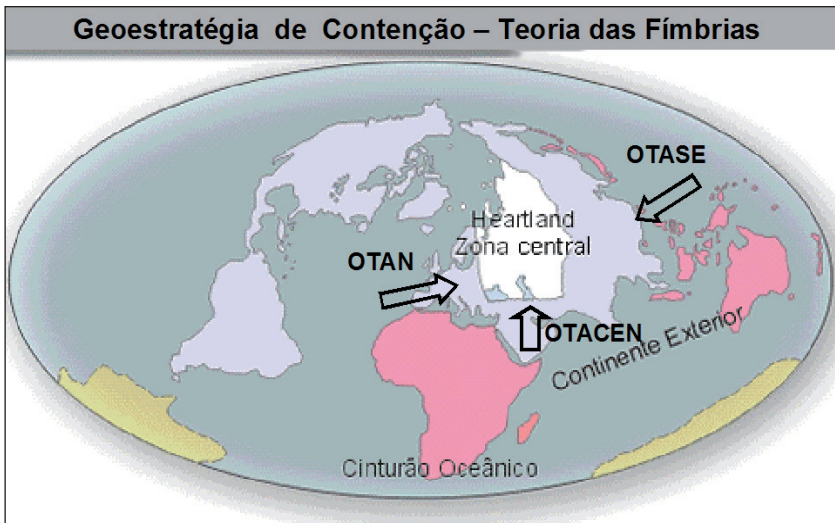 Geoestratégia de Contenção – Teoria das Fímbrias
OTASE
Heartland
Zona central
OTAN
OTACEN
Continente Exterior
Cinturão Oceânico